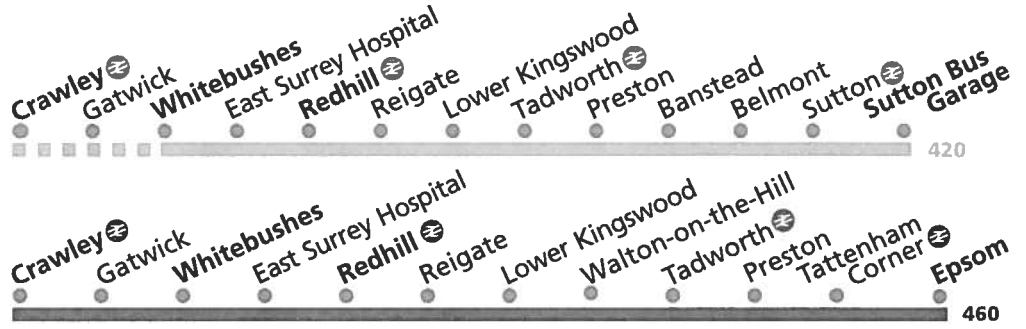 Crawley
Gatwick
Whitebushes
East Surrey Hospital
Redhill
Reigate
Lower Kingswood
Tadworth
Preston
Banstead
Belmont
Sutton
Sutton Bus
Garage
420
Crawley
Gatwick
Whitebushes
East Surrey Hospital
Redhill
Reigate
Lower Kingswood
Walton-on-the-Hill
Tadworth
Preston
Tattenham
Corner
Epsom
460